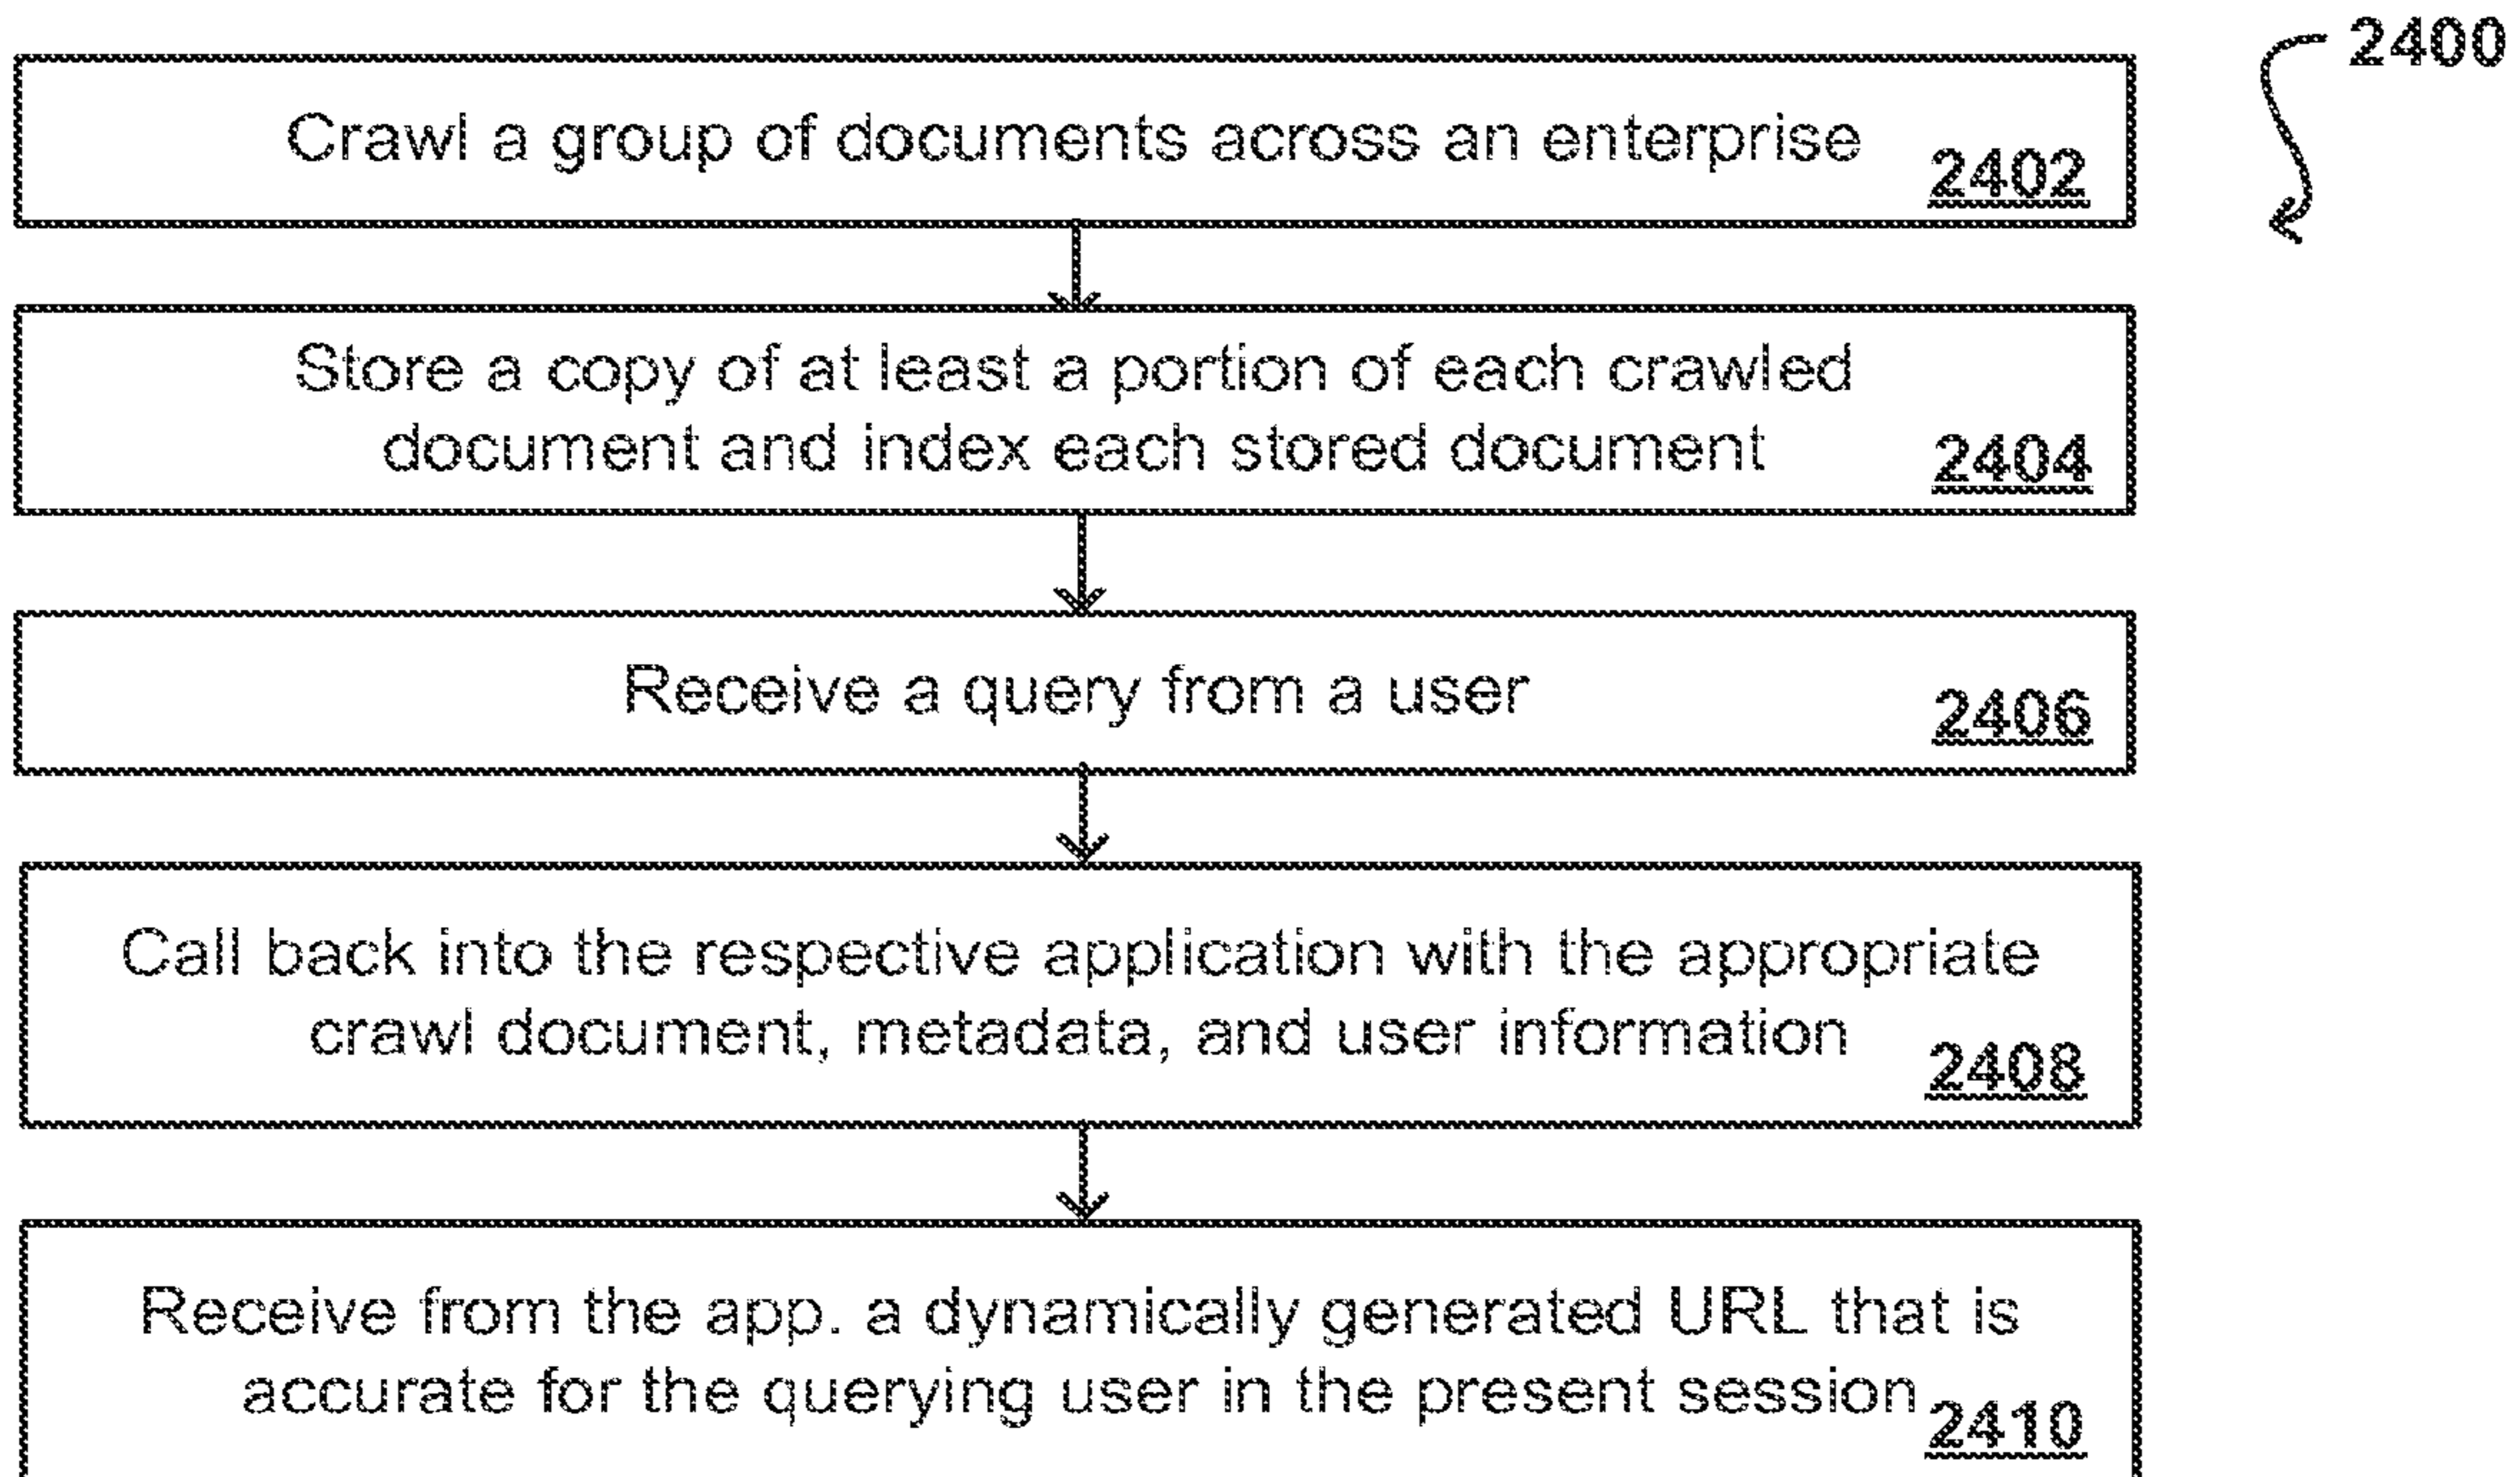 2400
Crawl a group of documents across an enterprise
2402
Store a copy of at least a portion of each crawled
document and index each stored document
2404
Receive a query from a user
2406
Call back into the respective application with the appropriate
crawl document, metadata, and user information
2408
Receive from the app. a dynamically generated URL that is
accurate for the querying user in the present session
2410